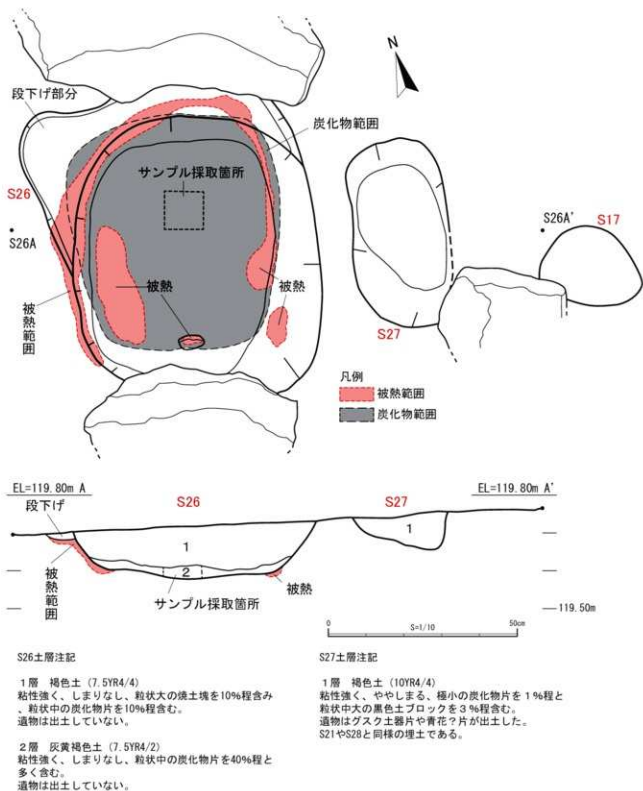 N
段下げ部分
炭化物範囲
サンプル採取箇所
S26
S26A
S26A'
S17
被熱
被熱
被熱範囲
S27
凡例
被熱範囲
炭化物範囲
EL=119.80m A
S26
S27
EL=119.80m A'
段下げ
1
1
2
被熱範囲
サンプル採取箇所
被熱
119.50m
0
S=1/10
50cm
S26土層注記
1層 褐色土 (7.5YR4/4)
粘性強く、しまりなし、粒状大の焼土塊を10%程含み
、粒状中の炭化物片を10%程含む。
遺物は出土していない。
2層 灰黄褐色土 (7.5YR4/2)
粘性強く、しまりなし、粒状中の炭化物片を40%程と
多く含む。
遺物は出土していない。
S27土層注記
1層 褐色土 (10YR4/4)
粘性強く、ややしまる、極小の炭化物片を1%程と
粒状中大の黒色土ブロックを3%程含む。
遺物はグスク土器片や青花?片が出土した。
S21やS28と同様の埋土である。